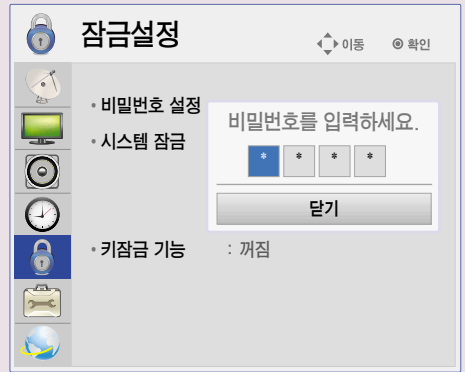 잠금설정
이동 ◉ 확인
• 비밀번호 설정
• 시스템 잠금
비밀번호를 입력하세요.
* * * *
닫기
• 키잠금 기능 : 꺼짐